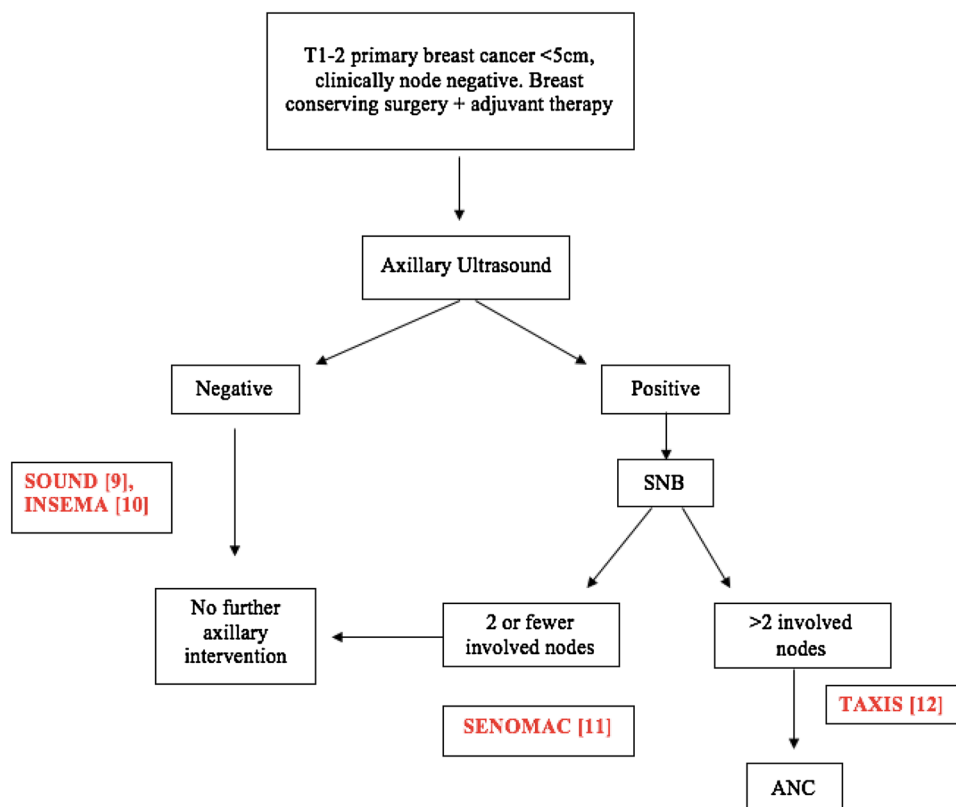 T1-2 primary breast cancer <5cm,
clinically node negative. Breast
conserving surgery + adjuvant therapy
Axillary Ultrasound
Negative
Positive
SOUND [9],
INSEMA [10]
SNB
No further
axillary
intervention
2 or fewer
involved nodes
>2 involved
nodes
SENOMAC [11]
TAXIS [12]
ANC